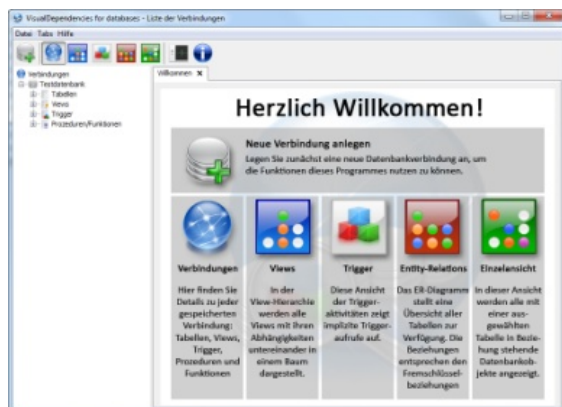 VisualDependencies for databases - Liste der Verbindungen
Datei Tabs Hilfe
Verbindungen
Testdatenbank
Tabellen
Views
Trigger
Prozeduren/Funktionen
Willkommen X
Herzlich Willkommen!
Neue Verbindung anlegen
Legen Sie zunächst eine neue Datenbankverbindung an, um
die Funktionen dieses Programmes nutzen zu können.
Verbindungen
Hier finden Sie
Details zu jeder
gespeicherten
Verbindung:
Tabellen, Views,
Trigger,
Prozeduren und
Funktionen
Views
In der
View-Hierarchie
werden alle
Views mit ihren
Abhängigkeiten
untereinander in
einem Baum
dargestellt.
Trigger
Diese Ansicht
der Trigger-
aktivitäten zeigt
implizite Trigger-
aufrufe auf.
Entity-Relations
Das ER-Diagramm
stellt eine
Übersicht aller
Tabellen zur
Verfügung. Die
Beziehungen
entsprechen den
Fremschlüssel-
beziehungen
Einzelansicht
In dieser Ansicht
werden alle mit
einer aus-
gewählten
Tabelle in Bezie-
hung stehende
Datenbankob-
jekte angezeigt.